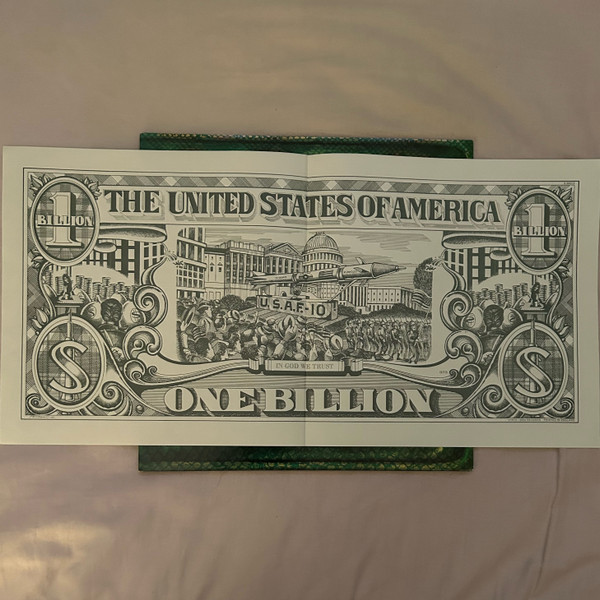 THE UNITED STATES OF AMERICA
1 BILLION
1 BILLION
U.S.A.F-10
IN GOD WE TRUST
$
$
ONE BILLION